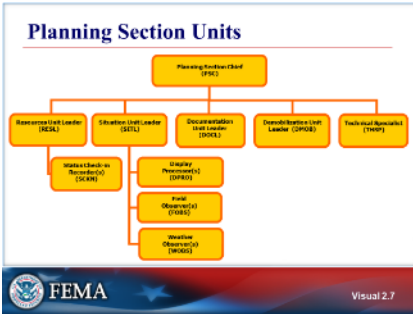 Planning Section Units
Planning Section Chief
(PSC)
Resources Unit Leader
(RESL)
Situation Unit Leader
(SITL)
Documentation
Unit Leader
(DOCL)
Demobilization Unit
Leader (DMOB)
Technical Specialist
(THSP)
Status Check-in
Recorder(s)
(SCKN)
Display
Processor(s)
(DPRO)
Field
Observer(s)
(FOBS)
Weather
Observer(s)
(WOBS)
FEMA
Visual 2.7